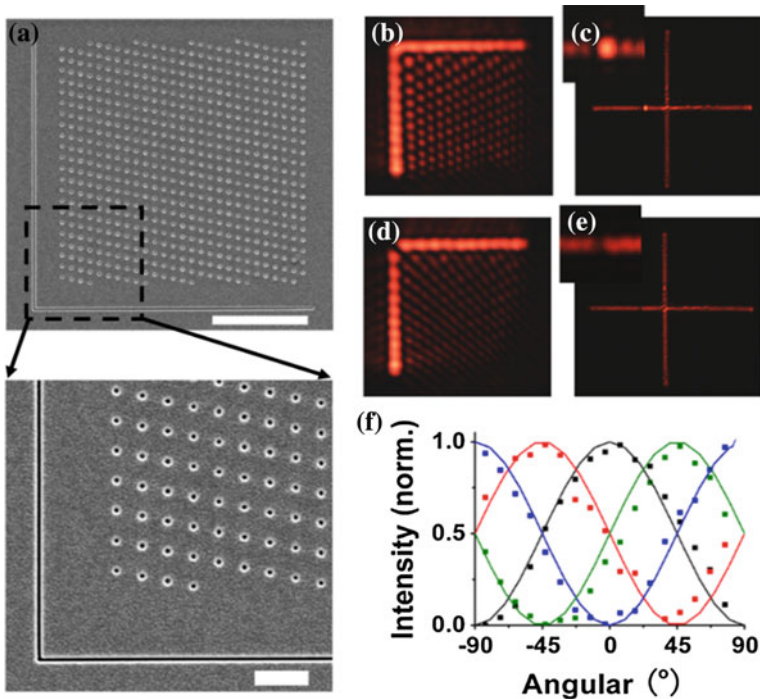 (a)
(b)
(c)
(d)
(e)
(f)
Intensity (norm.)
1.0
0.5
0.0
-90 -45 0 45 90
Angular (°)